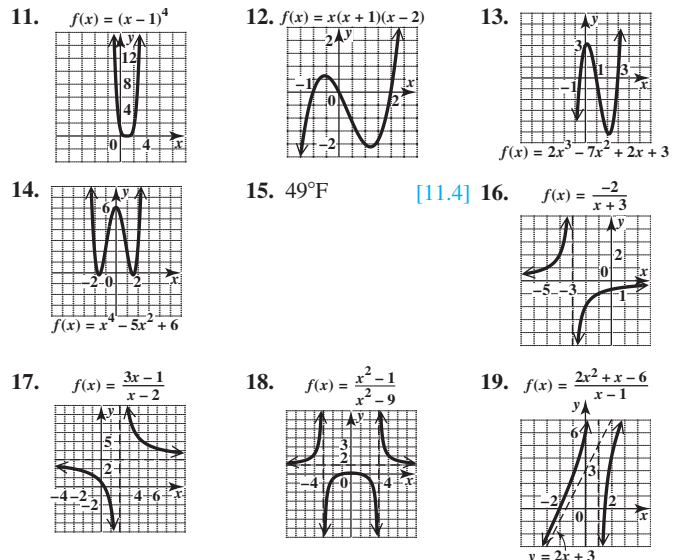 11. f(x) = (x − 1)^4
y
12
8
4
0 4 x
12. f(x) = x(x + 1)(x − 2)
y
2
−1 x
0 2
−2
13.
y
3
1 3
−1 x
f(x) = 2x^3 − 7x^2 + 2x + 3
14.
y
6
−2 0 2 x
f(x) = x^4 − 5x^2 + 6
15. 49°F
[11.4] 16. f(x) = −2/(x + 3)
y
2
0 x
−5 −3 1
17. f(x) = (3x − 1)/(x − 2)
y
5
2
−4 −2 4 6 x
−2
18. f(x) = (x^2 − 1)/(x^2 − 9)
y
3
2
−4 0 4 x
19. f(x) = (2x^2 + x − 6)/(x − 1)
y
6
3
−2 2
0 x
y = 2x + 3